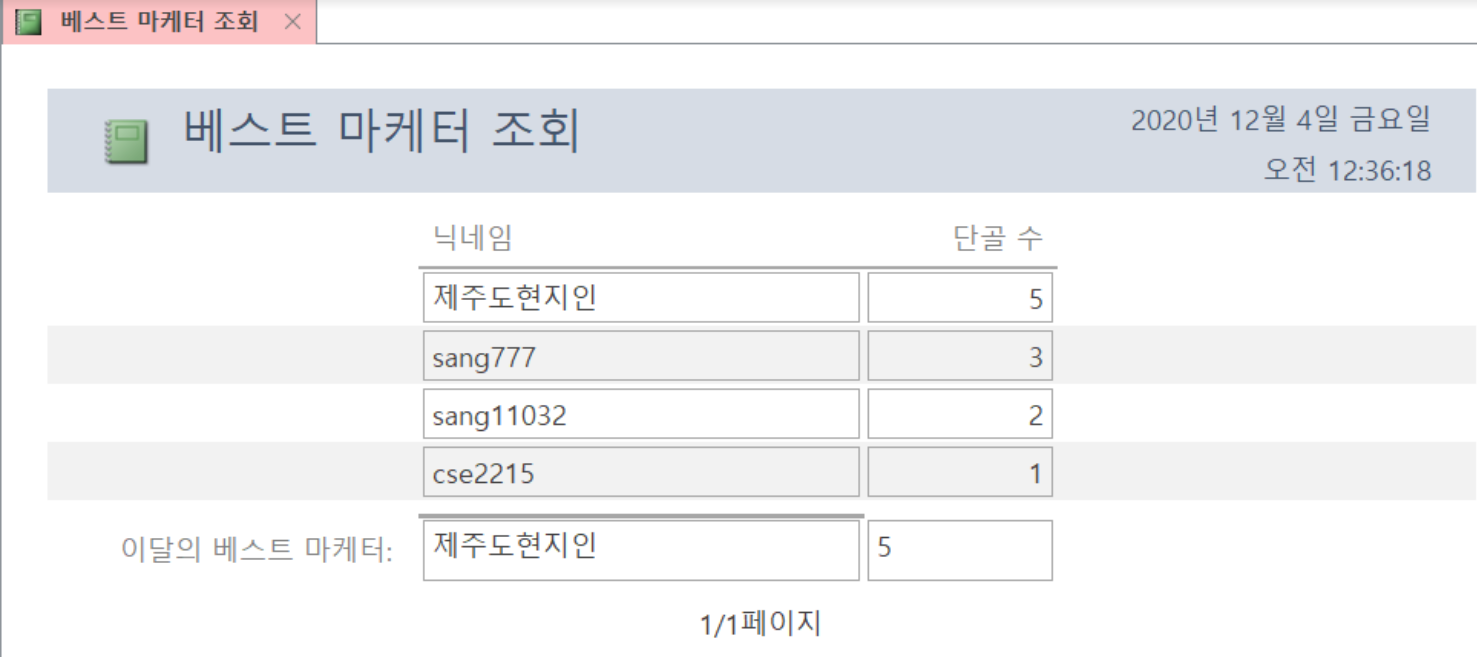 베스트 마케터 조회
베스트 마케터 조회
2020년 12월 4일 금요일
오전 12:36:18
닉네임 단골 수
제주도현지인 5
sang777 3
sang11032 2
cse2215 1
이달의 베스트 마케터: 제주도현지인 5
1/1페이지